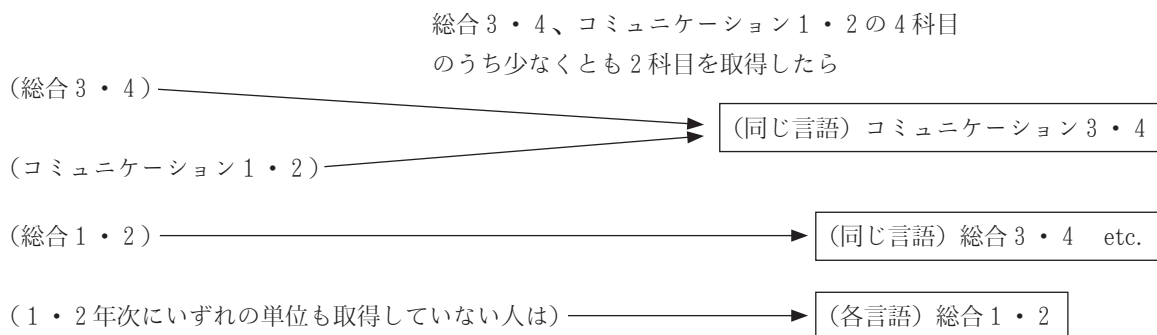 総合3・4、コミュニケーション1・2の4科目
のうち少なくとも2科目を取得したら
(総合3・4)
(同じ言語)コミュニケーション3・4
(コミュニケーション1・2)
(総合1・2)
(同じ言語)総合3・4 etc.
(1・2年次にいずれの単位も取得していない人は)
(各言語)総合1・2